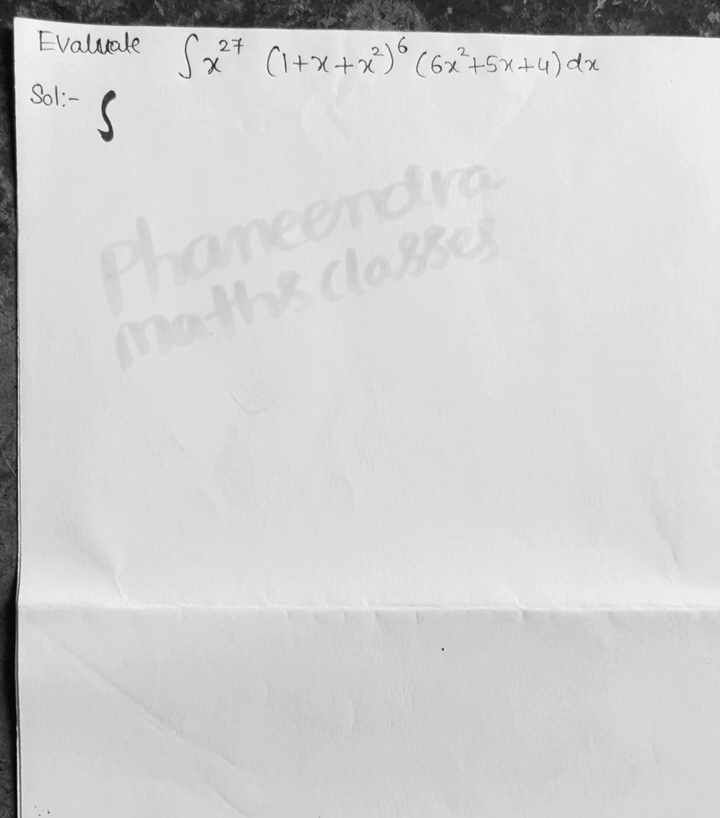 Evaluate ∫x²⁷ (1+x+x²)⁶ (6x²+5x+4) dx
Sol:- ∫
Phaneendra
maths classes